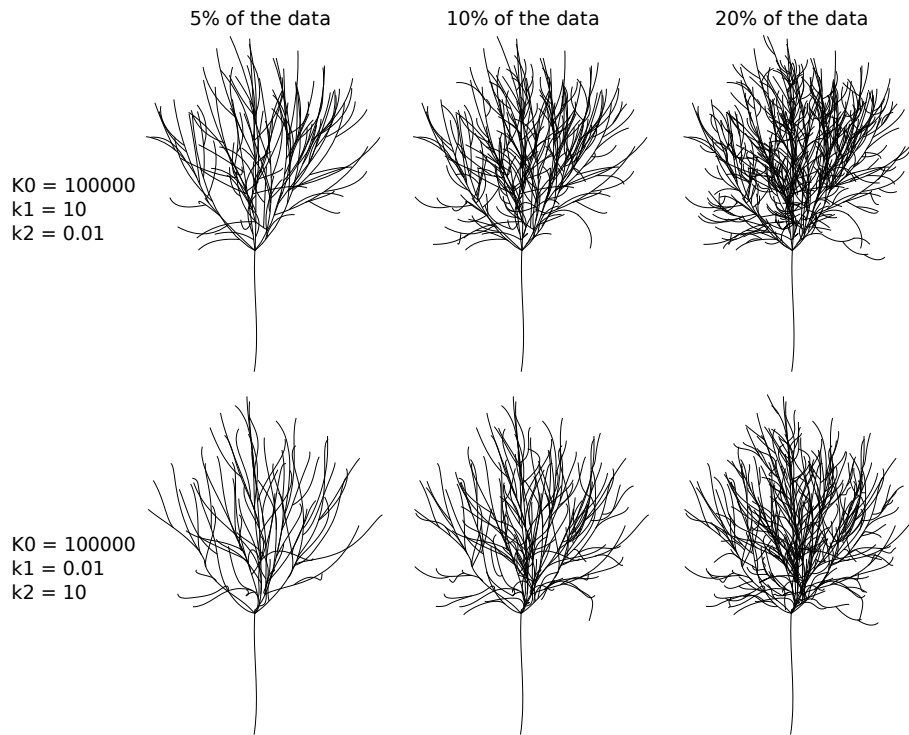 5% of the data
10% of the data
20% of the data
K0 = 100000
k1 = 10
k2 = 0.01
K0 = 100000
k1 = 0.01
k2 = 10